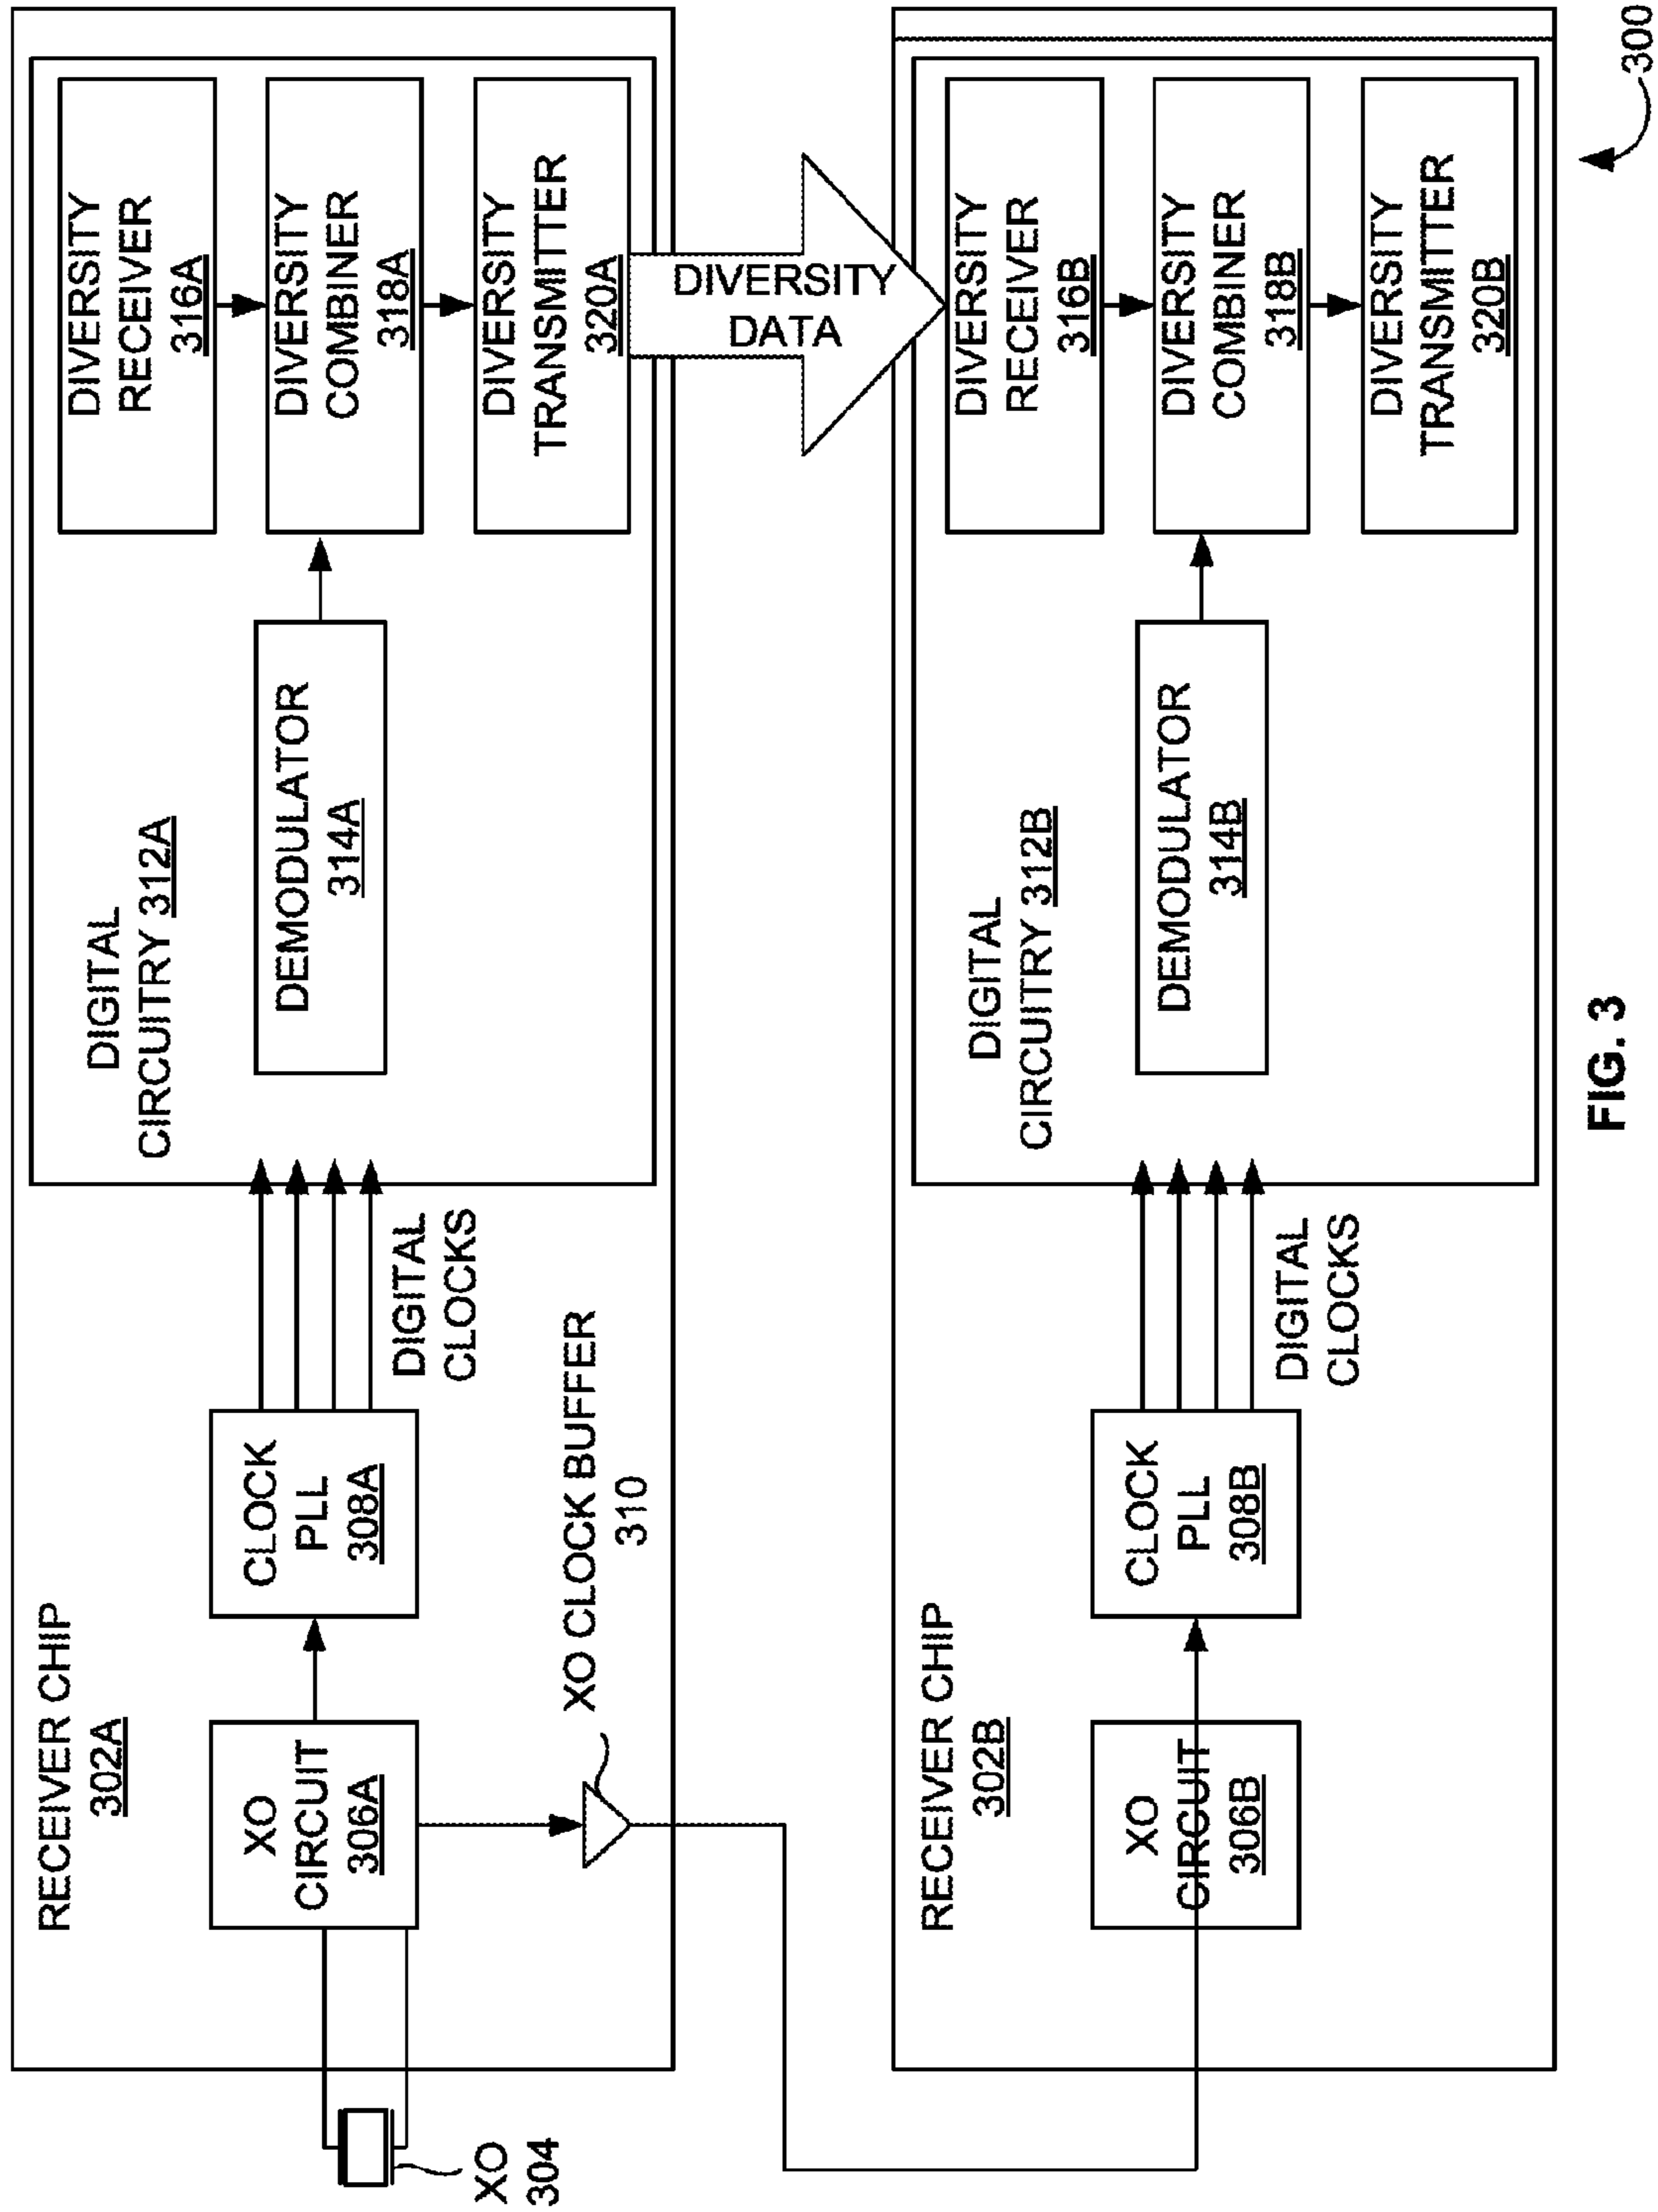 RECEIVER CHIP
302A
XO
CIRCUIT
306A
CLOCK
PLL
308A
DIGITAL
CLOCKS
DIGITAL
CIRCUITRY 312A
DEMODULATOR
314A
DIVERSITY
RECEIVER
316A
DIVERSITY
COMBINER
318A
DIVERSITY
TRANSMITTER
320A
XO
304
XO CLOCK BUFFER
310
DIVERSITY
DATA
RECEIVER CHIP
302B
XO
CIRCUIT
306B
CLOCK
PLL
308B
DIGITAL
CLOCKS
DIGITAL
CIRCUITRY 312B
DEMODULATOR
314B
DIVERSITY
RECEIVER
316B
DIVERSITY
COMBINER
318B
DIVERSITY
TRANSMITTER
320B
300
FIG. 3